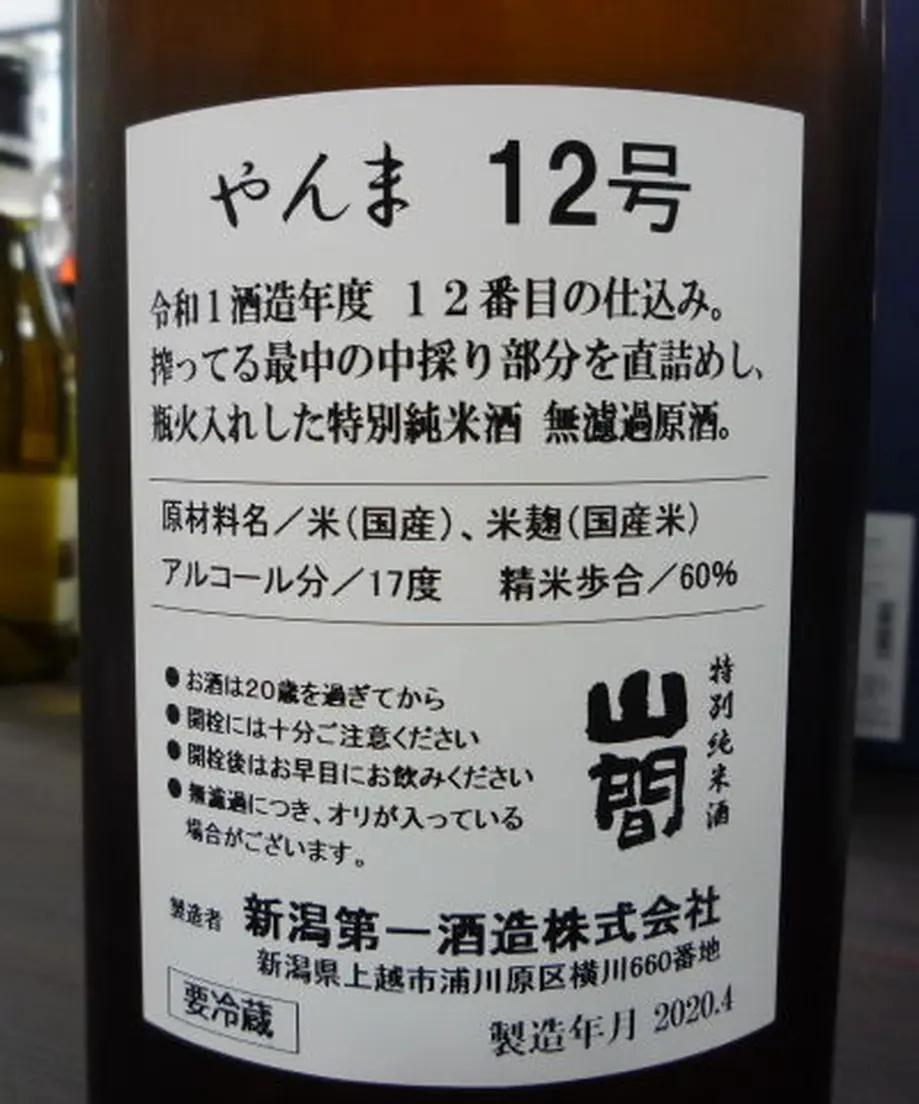 やんま 12号
令和1酒造年度 12番目の仕込み。
搾ってる最中の中採り部分を直詰めし、
瓶火入れした特別純米酒 無濾過原酒。
原材料名／米(国産)、米麹(国産米)
アルコール分／17度 精米歩合／60%
●お酒は20歳を過ぎてから
●開栓には十分ご注意ください
●開栓後はお早目にお飲みください
●無濾過につき、オリが入っている
場合がございます。
特別純米酒
山間
製造者 新潟第一酒造株式会社
新潟県上越市浦川原区横川660番地
要冷蔵
製造年月 2020.4